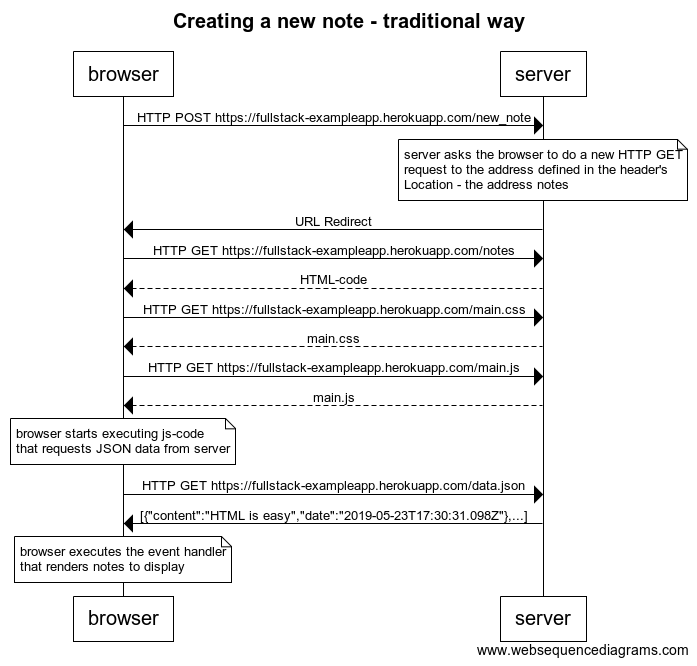 Creating a new note - traditional way
browser
server
HTTP POST https://fullstack-exampleapp.herokuapp.com/new_note
server asks the browser to do a new HTTP GET
request to the address defined in the header's
Location - the address notes
URL Redirect
HTTP GET https://fullstack-exampleapp.herokuapp.com/notes
HTML-code
HTTP GET https://fullstack-exampleapp.herokuapp.com/main.css
main.css
HTTP GET https://fullstack-exampleapp.herokuapp.com/main.js
main.js
browser starts executing js-code
that requests JSON data from server
HTTP GET https://fullstack-exampleapp.herokuapp.com/data.json
[{"content":"HTML is easy","date":"2019-05-23T17:30:31.098Z"},...]
browser executes the event handler
that renders notes to display
browser
server
www.websequencediagrams.com